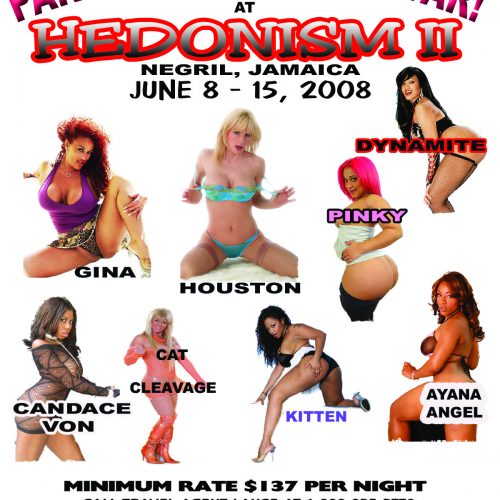 AT
HEDONISM II
NEGRIL, JAMAICA
JUNE 8 - 15, 2008
DYNAMITE
PINKY
GINA
HOUSTON
CAT
CLEAVAGE
CANDACE
VON
KITTEN
AYANA
ANGEL
MINIMUM RATE $137 PER NIGHT